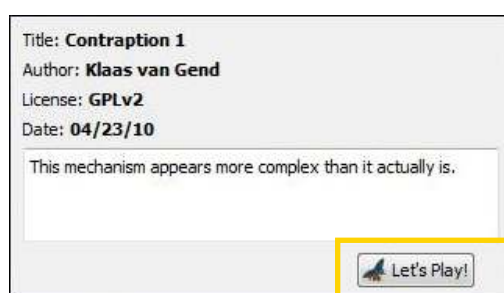 Title: Contraption 1
Author: Klaas van Gend
License: GPLv2
Date: 04/23/10
This mechanism appears more complex than it actually is.
Let's Play!